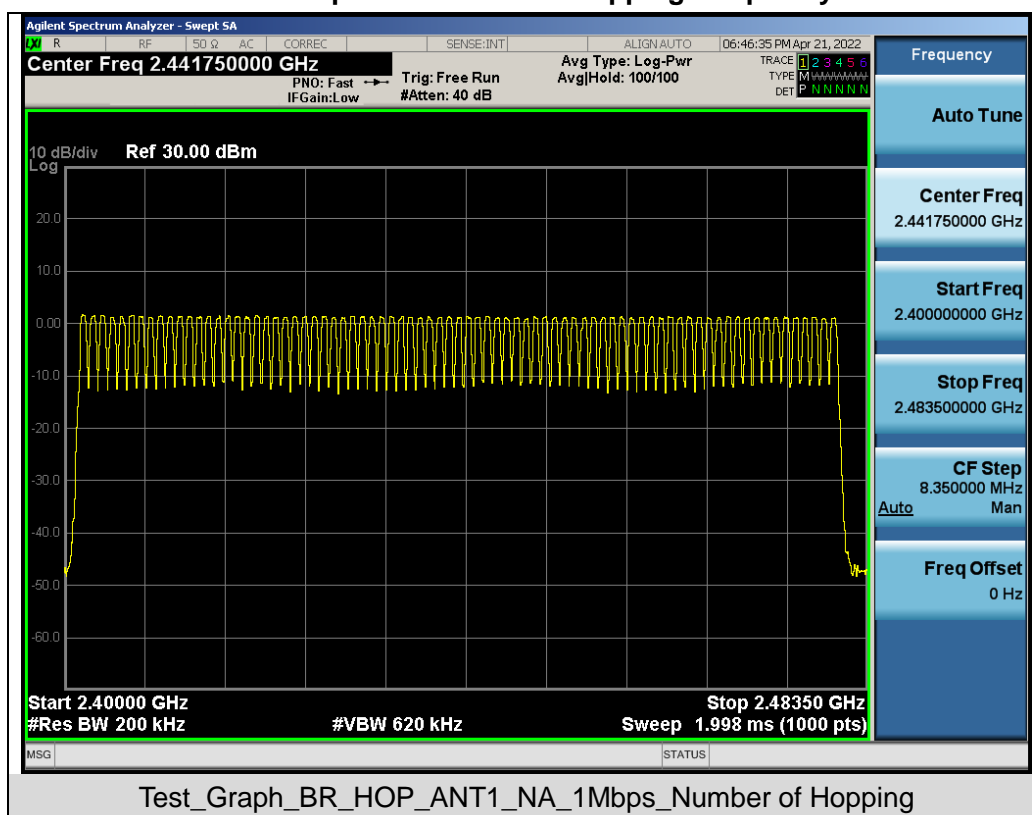 Agilent Spectrum Analyzer - Swept SA
LXI R RF 50 Ω AC CORREC SENSE:INT ALIGN AUTO 06:46:35 PM Apr 21, 2022
Center Freq 2.441750000 GHz
PNO: Fast
IFGain:Low
Trig: Free Run
#Atten: 40 dB
Avg Type: Log-Pwr
Avg|Hold: 100/100
TRACE 1 2 3 4 5 6
TYPE M
DET P N N N N N
10 dB/div Ref 30.00 dBm
Log
20.0
10.0
0.00
-10.0
-20.0
-30.0
-40.0
-50.0
-60.0
Start 2.40000 GHz Stop 2.48350 GHz
#Res BW 200 kHz #VBW 620 kHz Sweep 1.998 ms (1000 pts)
MSG STATUS
Frequency
Auto Tune
Center Freq
2.441750000 GHz
Start Freq
2.400000000 GHz
Stop Freq
2.483500000 GHz
CF Step
8.350000 MHz
Auto Man
Freq Offset
0 Hz
Test_Graph_BR_HOP_ANT1_NA_1Mbps_Number of Hopping